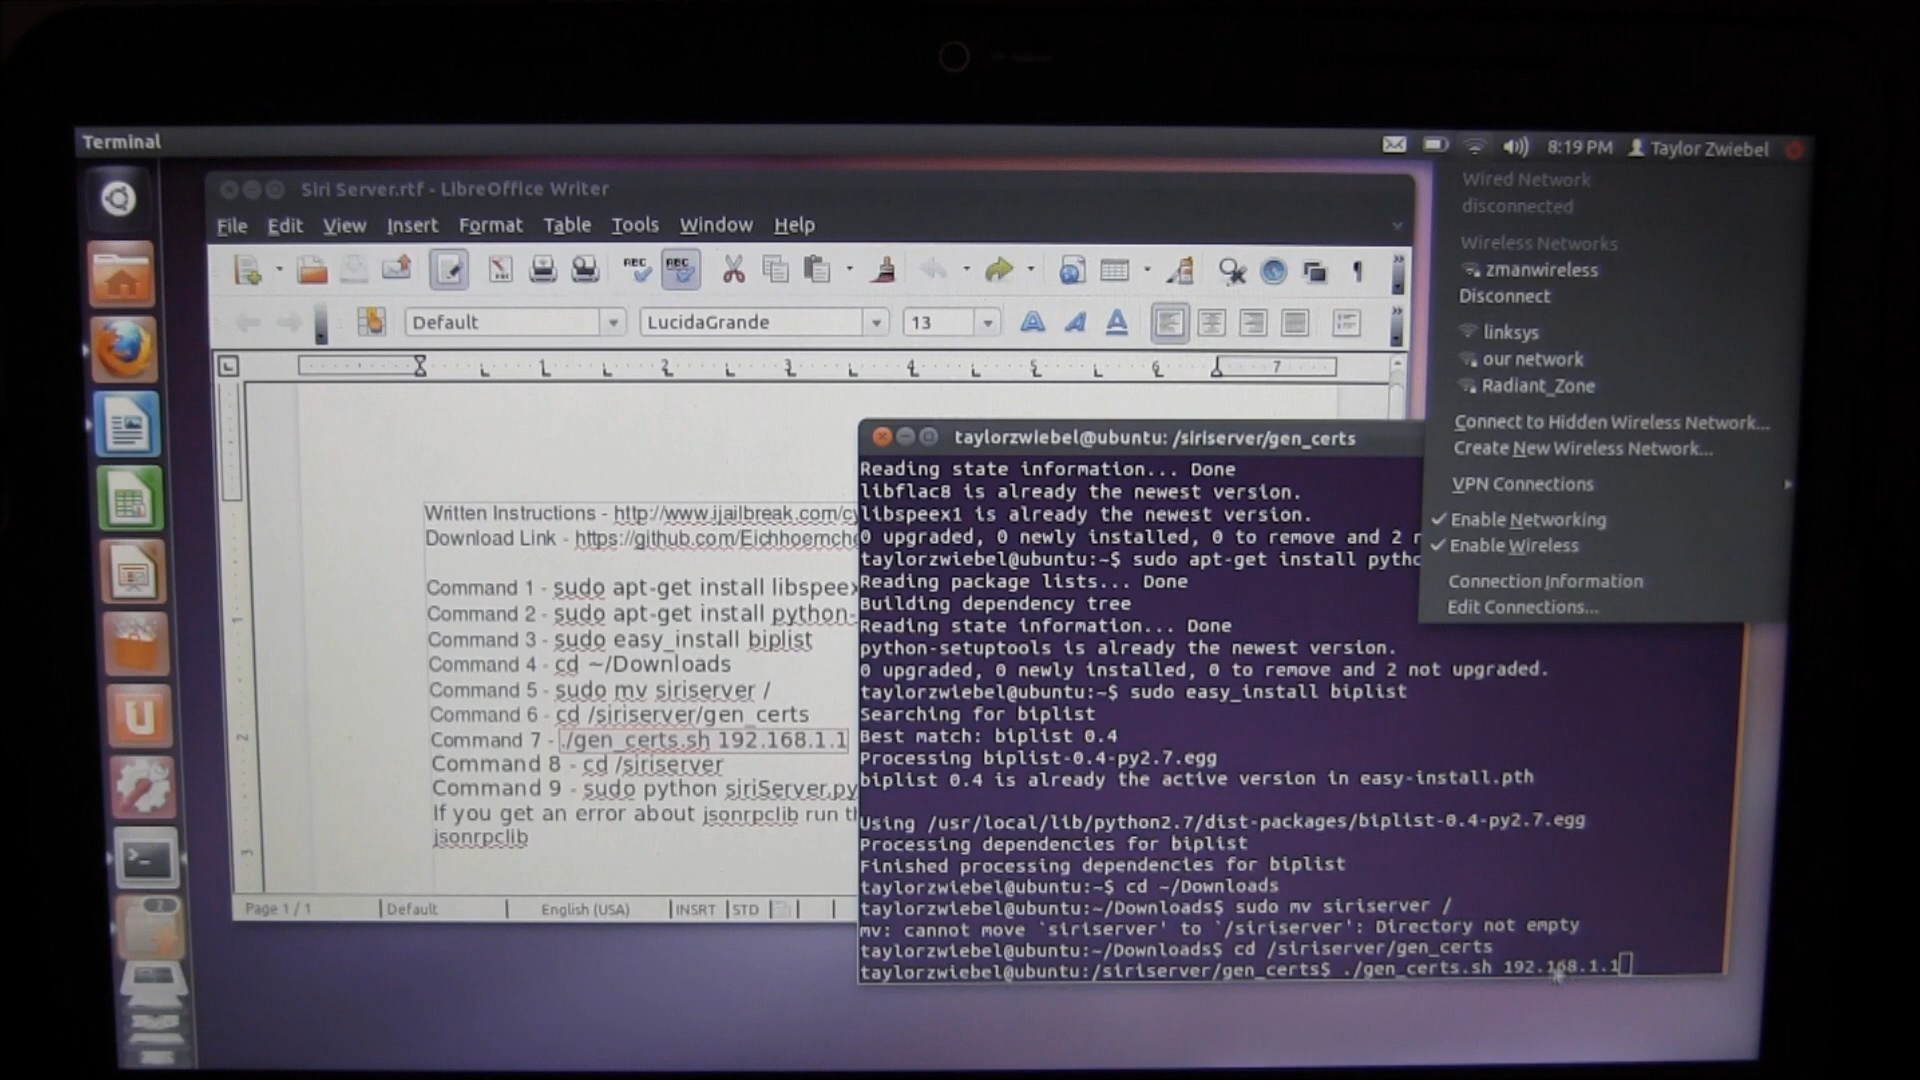 Terminal
8:19 PM
Taylor Zwiebel
Siri Server.rtf - LibreOffice Writer
File Edit View Insert Format Table Tools Window Help
Default
LucidaGrande
13
1 2 3 4 5 6 7
Written Instructions - http://www.ijailbreak.com/cy
Download Link - https://github.com/Eichhoernche
Command 1 - sudo apt-get install libspeex
Command 2 - sudo apt-get install python-
Command 3 - sudo easy_install biplist
Command 4 - cd ~/Downloads
Command 5 - sudo mv siriserver /
Command 6 - cd /siriserver/gen_certs
Command 7 - ./gen_certs.sh 192.168.1.1
Command 8 - cd /siriserver
Command 9 - sudo python siriServer.py
If you get an error about jsonrpclib run th
jsonrpclib
Page 1 / 1
Default
English (USA)
INSRT
STD
taylorzwiebel@ubuntu: /siriserver/gen_certs
Reading state information... Done
libflac8 is already the newest version.
libspeex1 is already the newest version.
0 upgraded, 0 newly installed, 0 to remove and 2 n
taylorzwiebel@ubuntu:~$ sudo apt-get install pytho
Reading package lists... Done
Building dependency tree
Reading state information... Done
python-setuptools is already the newest version.
0 upgraded, 0 newly installed, 0 to remove and 2 not upgraded.
taylorzwiebel@ubuntu:~$ sudo easy_install biplist
Searching for biplist
Best match: biplist 0.4
Processing biplist-0.4-py2.7.egg
biplist 0.4 is already the active version in easy-install.pth
Using /usr/local/lib/python2.7/dist-packages/biplist-0.4-py2.7.egg
Processing dependencies for biplist
Finished processing dependencies for biplist
taylorzwiebel@ubuntu:~$ cd ~/Downloads
taylorzwiebel@ubuntu:~/Downloads$ sudo mv siriserver /
mv: cannot move `siriserver' to `/siriserver': Directory not empty
taylorzwiebel@ubuntu:~/Downloads$ cd /siriserver/gen_certs
taylorzwiebel@ubuntu:/siriserver/gen_certs$ ./gen_certs.sh 192.168.1.1
Wired Network
disconnected
Wireless Networks
zmanwireless
Disconnect
linksys
our network
Radiant_Zone
Connect to Hidden Wireless Network...
Create New Wireless Network...
VPN Connections
Enable Networking
Enable Wireless
Connection Information
Edit Connections...